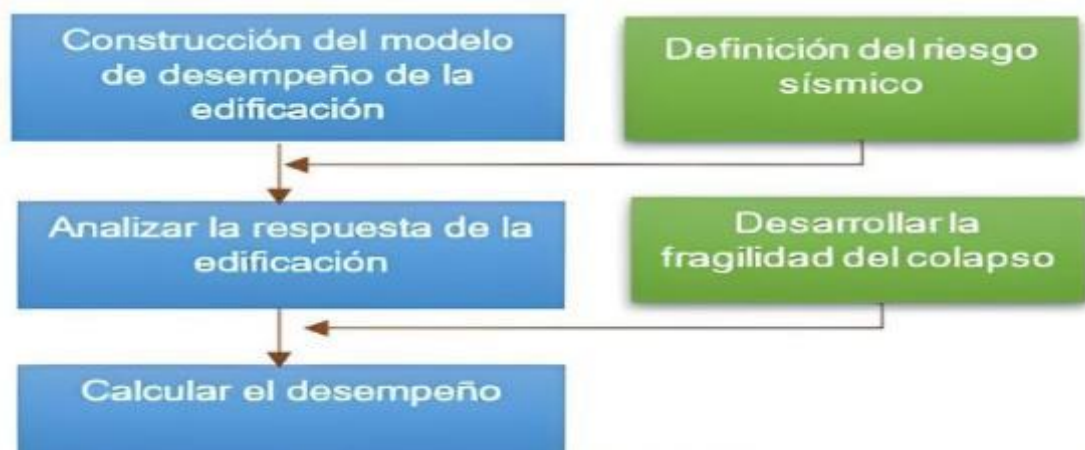 Construcción del modelo
de desempeño de la
edificación
Definición del riesgo
sísmico
Analizar la respuesta de la
edificación
Desarrollar la
fragilidad del colapso
Calcular el desempeño